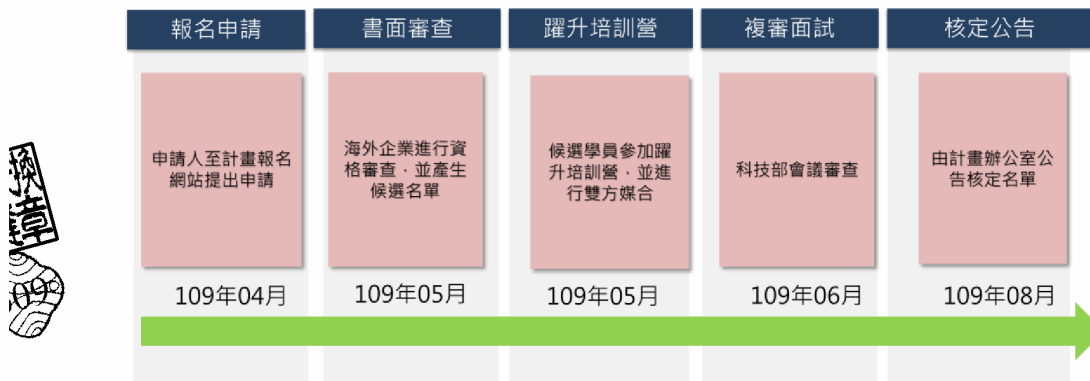 報名申請
書面審查
躍升培訓營
複審面試
核定公告
申請人至計畫報名
網站提出申請
海外企業進行資
格審查，並產生
候選名單
候選學員參加躍
升培訓營，並進
行雙方媒合
科技部會議審查
由計畫辦公室公
告核定名單
109年04月
109年05月
109年05月
109年06月
109年08月